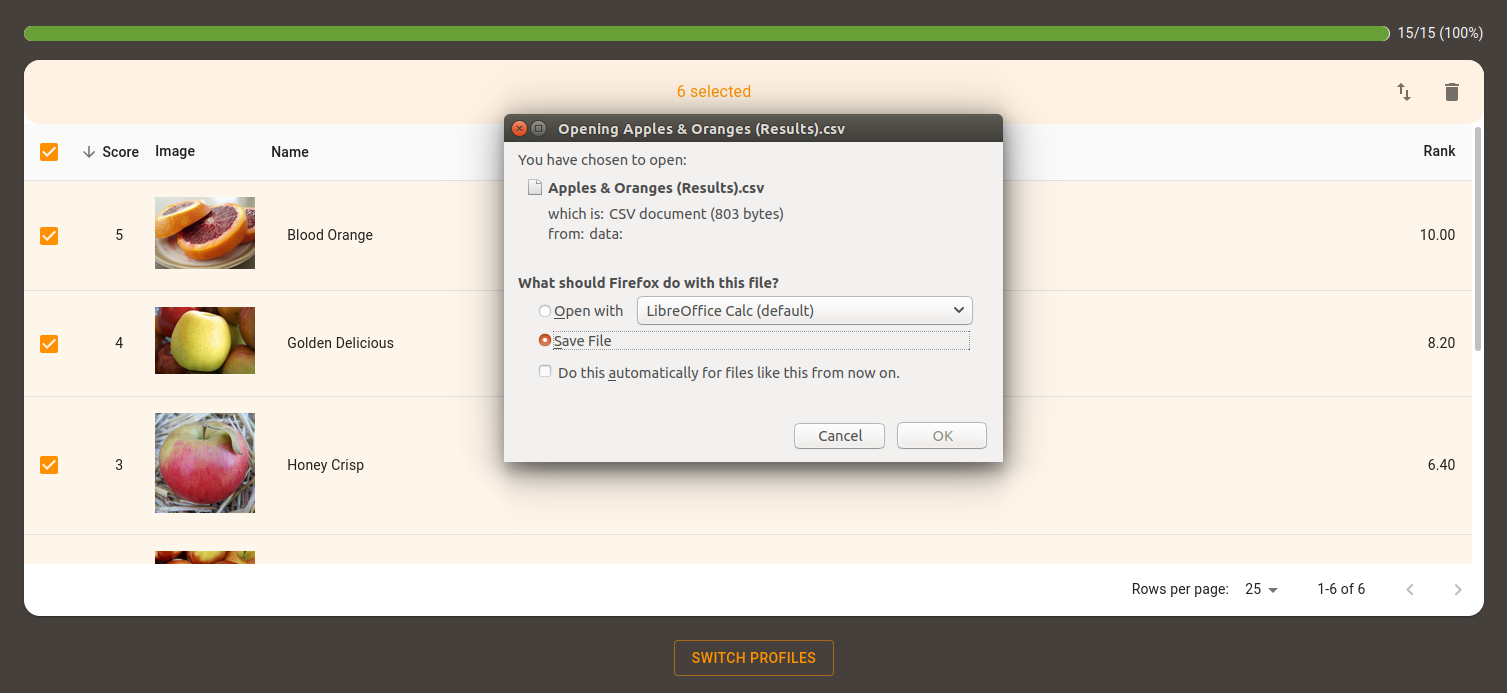 15/15 (100%)
6 selected
Opening Apples & Oranges (Results).csv
You have chosen to open:
Apples & Oranges (Results).csv
which is: CSV document (803 bytes)
from: data:
What should Firefox do with this file?
Open with LibreOffice Calc (default)
Save File
Do this automatically for files like this from now on.
Cancel OK
Score Image Name Rank
5 Blood Orange 10.00
4 Golden Delicious 8.20
3 Honey Crisp 6.40
Rows per page: 25 1-6 of 6
SWITCH PROFILES